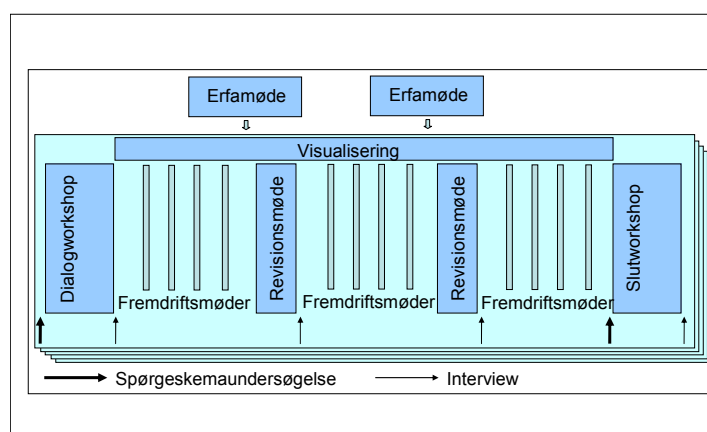 Erfamøde
Erfamøde
Visualisering
Dialogworkshop
Fremdriftsmøder
Revisionsmøde
Fremdriftsmøder
Revisionsmøde
Fremdriftsmøder
Slutworkshop
Spørgeskemaundersøgelse
Interview